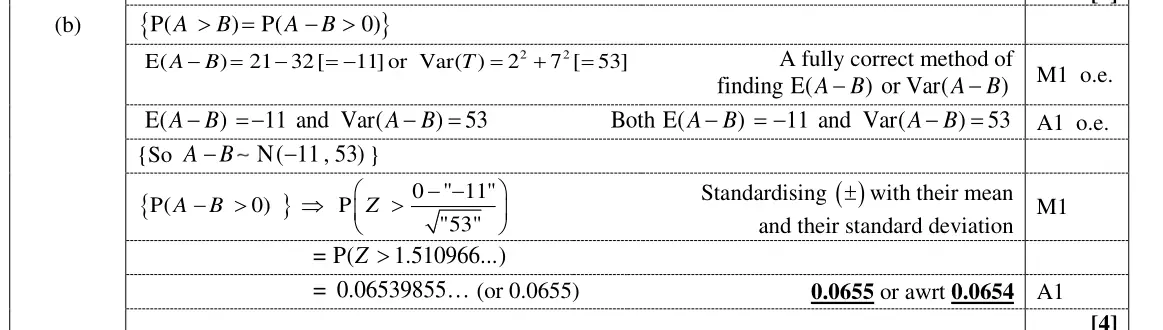 (b) {P(A > B) = P(A − B > 0)}
E(A − B) = 21 − 32 [= −11] or Var(T) = 2² + 7² [= 53] A fully correct method of finding E(A − B) or Var(A − B) M1 o.e.
E(A − B) = −11 and Var(A − B) = 53 Both E(A − B) = −11 and Var(A − B) = 53 A1 o.e.
{So A − B ~ N(−11, 53)}
{P(A − B > 0) } ⇒ P(Z > (0 − "−11")/√"53") Standardising (±) with their mean and their standard deviation M1
= P(Z > 1.510966...)
= 0.06539855… (or 0.0655) 0.0655 or awrt 0.0654 A1
[4]